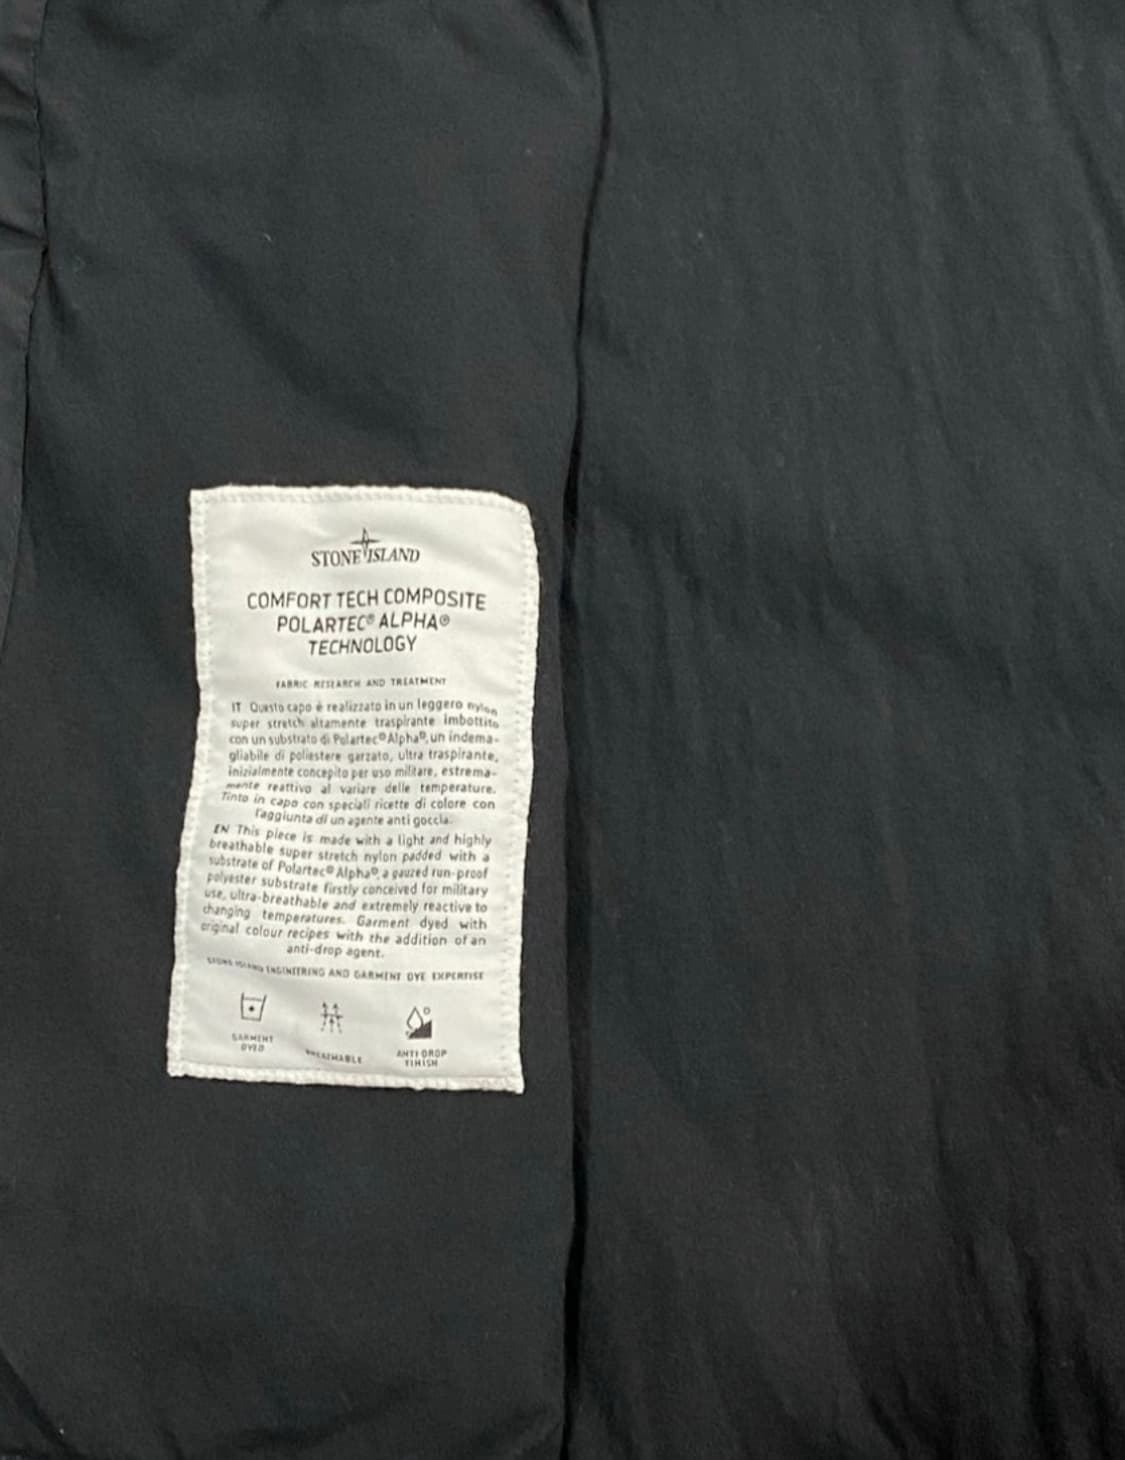 STONE ISLAND
COMFORT TECH COMPOSITE
POLARTEC® ALPHA®
TECHNOLOGY
FABRIC RESEARCH AND TREATMENT
IT Questo capo è realizzato in un leggero nylon
super stretch altamente traspirante imbottito
con un substrato di Polartec® Alpha®, un indema-
gliabile di poliestere garzato, ultra traspirante,
inizialmente concepito per uso militare, estrema-
mente reattivo al variare delle temperature.
Tinto in capo con speciali ricette di colore con
l'aggiunta di un agente anti goccia.
EN This piece is made with a light and highly
breathable super stretch nylon padded with a
substrate of Polartec® Alpha®, a gauzed run-proof
polyester substrate firstly conceived for military
use, ultra-breathable and extremely reactive to
changing temperatures. Garment dyed with
original colour recipes with the addition of an
anti-drop agent.
STONE ISLAND ENGINEERING AND GARMENT DYE EXPERTISE
GARMENT
DYED
BREATHABLE
ANTI DROP
FINISH